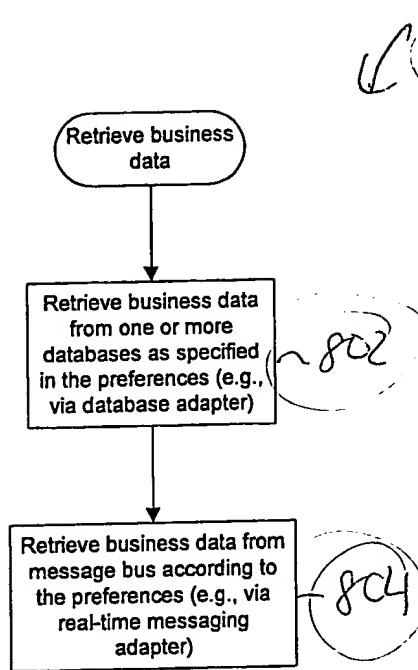 Retrieve business
data
Retrieve business data
from one or more
databases as specified
in the preferences (e.g.,
via database adapter)
802
Retrieve business data from
message bus according to
the preferences (e.g., via
real-time messaging
adapter)
804